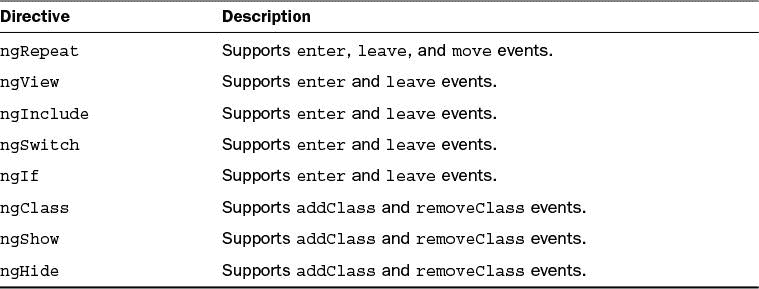 Directive Description
ngRepeat Supports enter, leave, and move events.
ngView Supports enter and leave events.
ngInclude Supports enter and leave events.
ngSwitch Supports enter and leave events.
ngIf Supports enter and leave events.
ngClass Supports addClass and removeClass events.
ngShow Supports addClass and removeClass events.
ngHide Supports addClass and removeClass events.